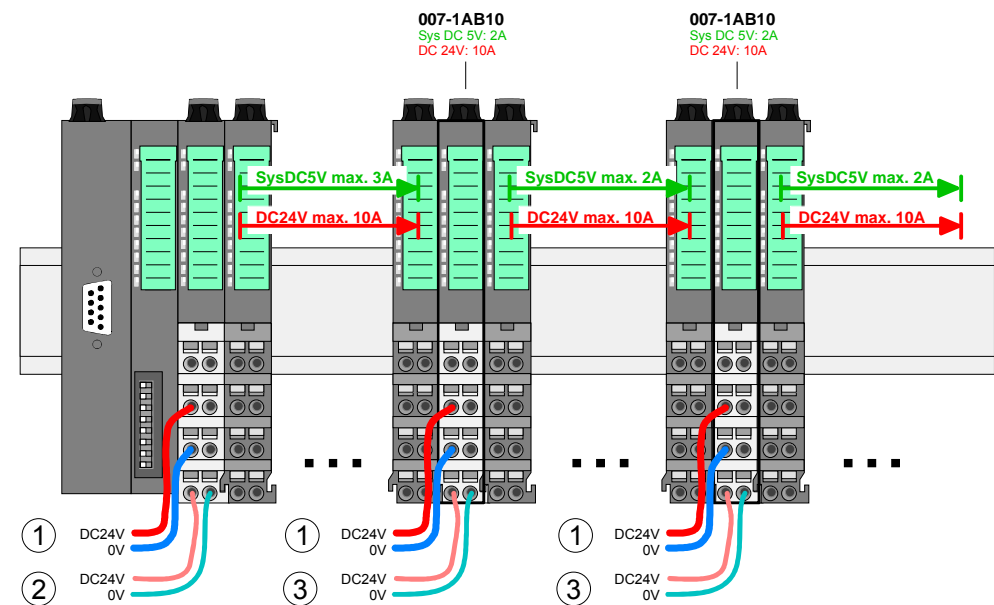 007-1AB10
Sys DC 5V: 2A
DC 24V: 10A
007-1AB10
Sys DC 5V: 2A
DC 24V: 10A
SysDC5V max. 3A
SysDC5V max. 2A
SysDC5V max. 2A
DC24V max. 10A
DC24V max. 10A
DC24V max. 10A
... ... ...
1 DC24V
0V
1 DC24V
0V
1 DC24V
0V
2 DC24V
0V
3 DC24V
0V
3 DC24V
0V